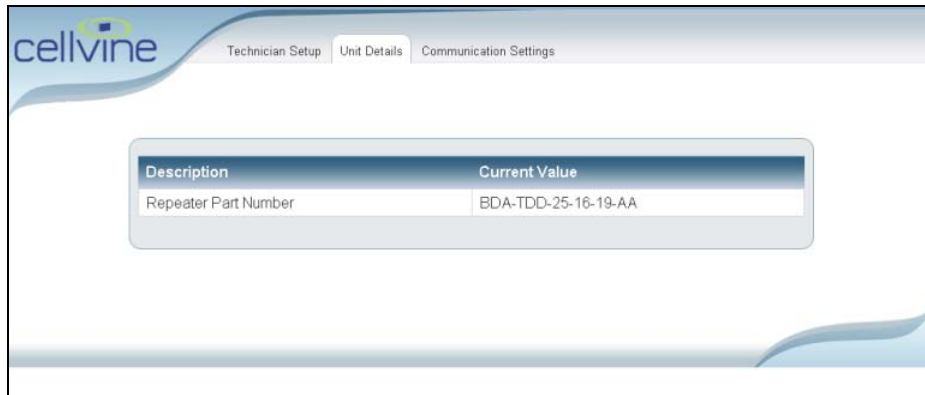 cellvine
Technician Setup Unit Details Communication Settings
Description Current Value
Repeater Part Number BDA-TDD-25-16-19-AA